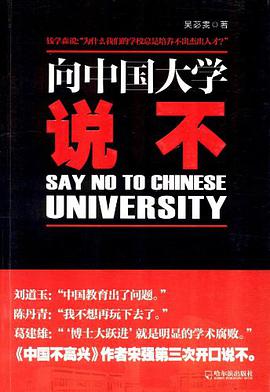 吴苾雯◎著
钱学森说:“为什么我们的学校总是培养不出杰出人才?”
向中国大学
说不
SAY NO TO CHINESE
UNIVERSITY
刘道玉:“中国教育出了问题。”
陈丹青:“我不想再玩下去了。”
葛建雄:“‘博士大跃进’就是明显的学术腐败。”
《中国不高兴》作者宋强第三次开口说不。
哈尔滨出版社